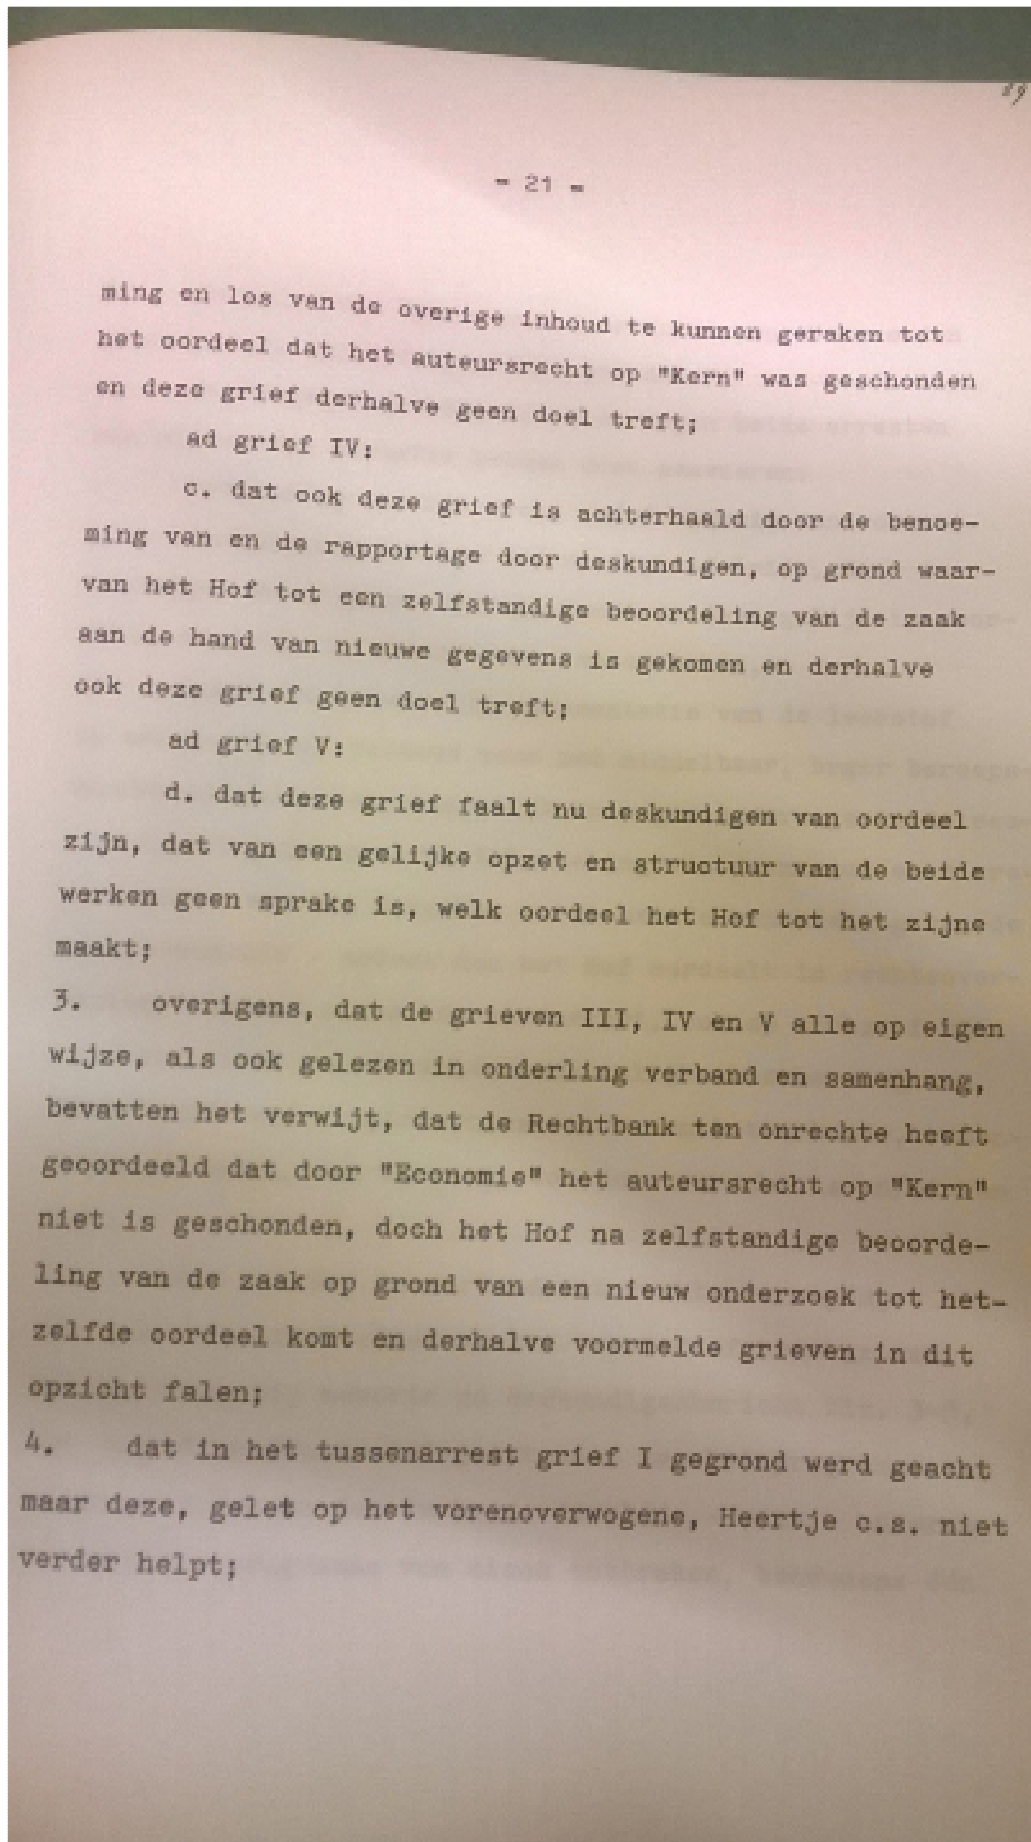 - 21 -
ming en los van de overige inhoud te kunnen geraken tot
het oordeel dat het auteursrecht op "Kern" was geschonden
en deze grief derhalve geen doel treft;
ad grief IV:
c. dat ook deze grief is achterhaald door de benoe-
ming van en de rapportage door deskundigen, op grond waar-
van het Hof tot een zelfstandige beoordeling van de zaak
aan de hand van nieuwe gegevens is gekomen en derhalve
ook deze grief geen doel treft;
ad grief V:
d. dat deze grief faalt nu deskundigen van oordeel
zijn, dat van een gelijke opzet en structuur van de beide
werken geen sprake is, welk oordeel het Hof tot het zijne
maakt;
3. overigens, dat de grieven III, IV en V alle op eigen
wijze, als ook gelezen in onderling verband en samenhang,
bevatten het verwijt, dat de Rechtbank ten onrechte heeft
geoordeeld dat door "Economie" het auteursrecht op "Kern"
niet is geschonden, doch het Hof na zelfstandige beoorde-
ling van de zaak op grond van een nieuw onderzoek tot het-
zelfde oordeel komt en derhalve voormelde grieven in dit
opzicht falen;
4. dat in het tussenarrest grief I gegrond werd geacht
maar deze, gelet op het vorenoverwogene, Heertje c.s. niet
verder helpt;